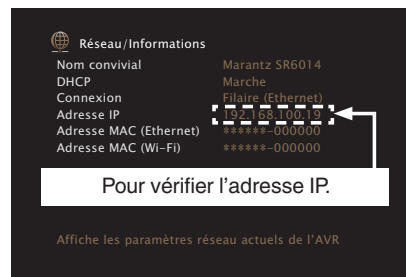 Réseau/Informations
Nom convivial Marantz SR6014
DHCP Marche
Connexion Filaire (Ethernet)
Adresse IP 192.168.100.19
Adresse MAC (Ethernet) ******-000000
Adresse MAC (Wi-Fi) ******-000000
Pour vérifier l’adresse IP.
Affiche les paramètres réseau actuels de l’AVR